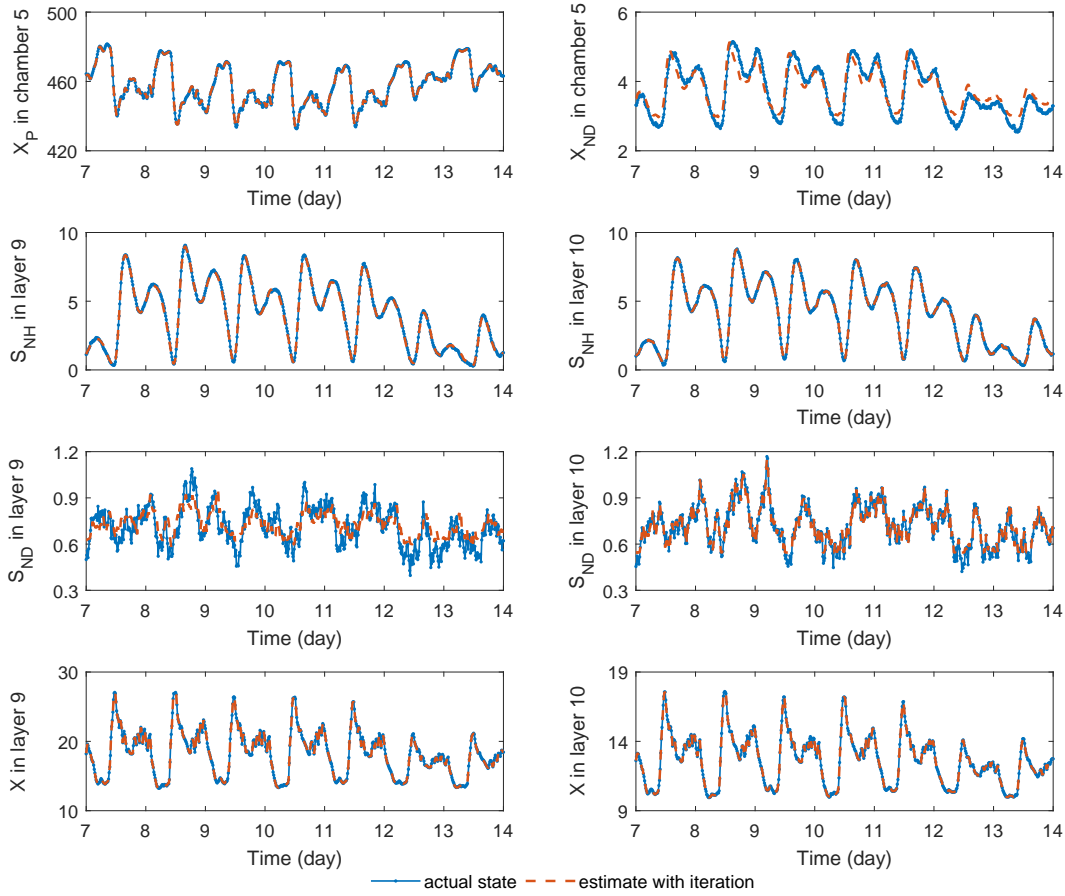 500
460
420
X_P in chamber 5
7 8 9 10 11 12 13 14
Time (day)
6
4
2
X_ND in chamber 5
7 8 9 10 11 12 13 14
Time (day)
10
5
0
S_NH in layer 9
7 8 9 10 11 12 13 14
Time (day)
10
5
0
S_NH in layer 10
7 8 9 10 11 12 13 14
Time (day)
1.2
0.9
0.6
0.3
S_ND in layer 9
7 8 9 10 11 12 13 14
Time (day)
1.2
0.9
0.6
0.3
S_ND in layer 10
7 8 9 10 11 12 13 14
Time (day)
30
20
10
X in layer 9
7 8 9 10 11 12 13 14
Time (day)
19
14
9
X in layer 10
7 8 9 10 11 12 13 14
Time (day)
actual state
estimate with iteration